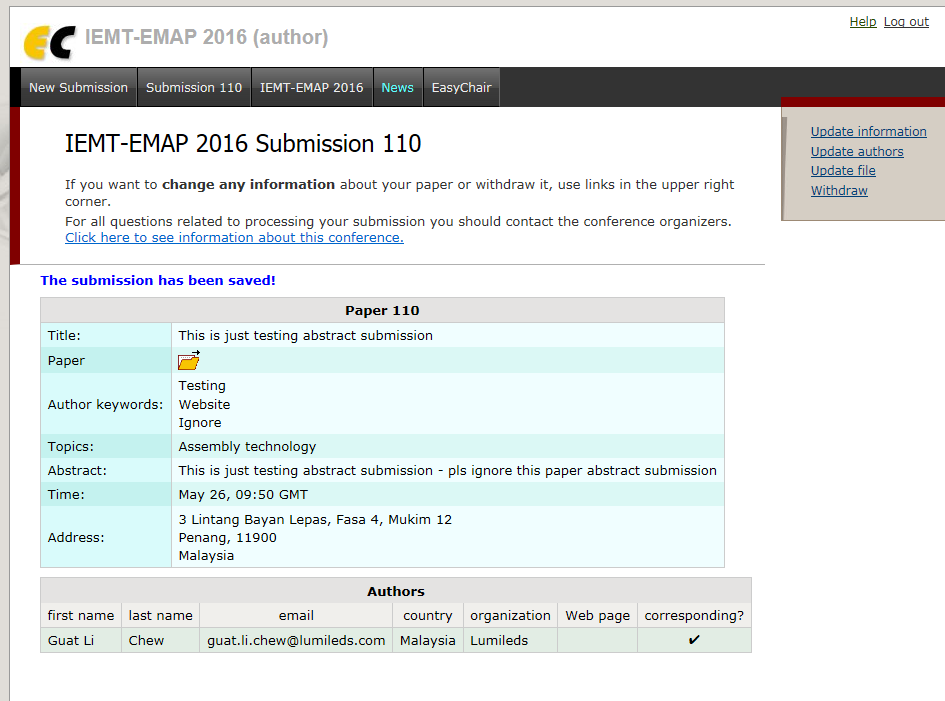 EC IEMT-EMAP 2016 (author)
Help Log out
New Submission Submission 110 IEMT-EMAP 2016 News EasyChair
IEMT-EMAP 2016 Submission 110
If you want to change any information about your paper or withdraw it, use links in the upper right
corner.
For all questions related to processing your submission you should contact the conference organizers.
Click here to see information about this conference.
Update information
Update authors
Update file
Withdraw
The submission has been saved!
Paper 110
Title: This is just testing abstract submission
Paper
Author keywords: Testing
Website
Ignore
Topics: Assembly technology
Abstract: This is just testing abstract submission - pls ignore this paper abstract submission
Time: May 26, 09:50 GMT
Address: 3 Lintang Bayan Lepas, Fasa 4, Mukim 12
Penang, 11900
Malaysia
Authors
first name last name email country organization Web page corresponding?
Guat Li Chew guat.li.chew@lumileds.com Malaysia Lumileds ✔